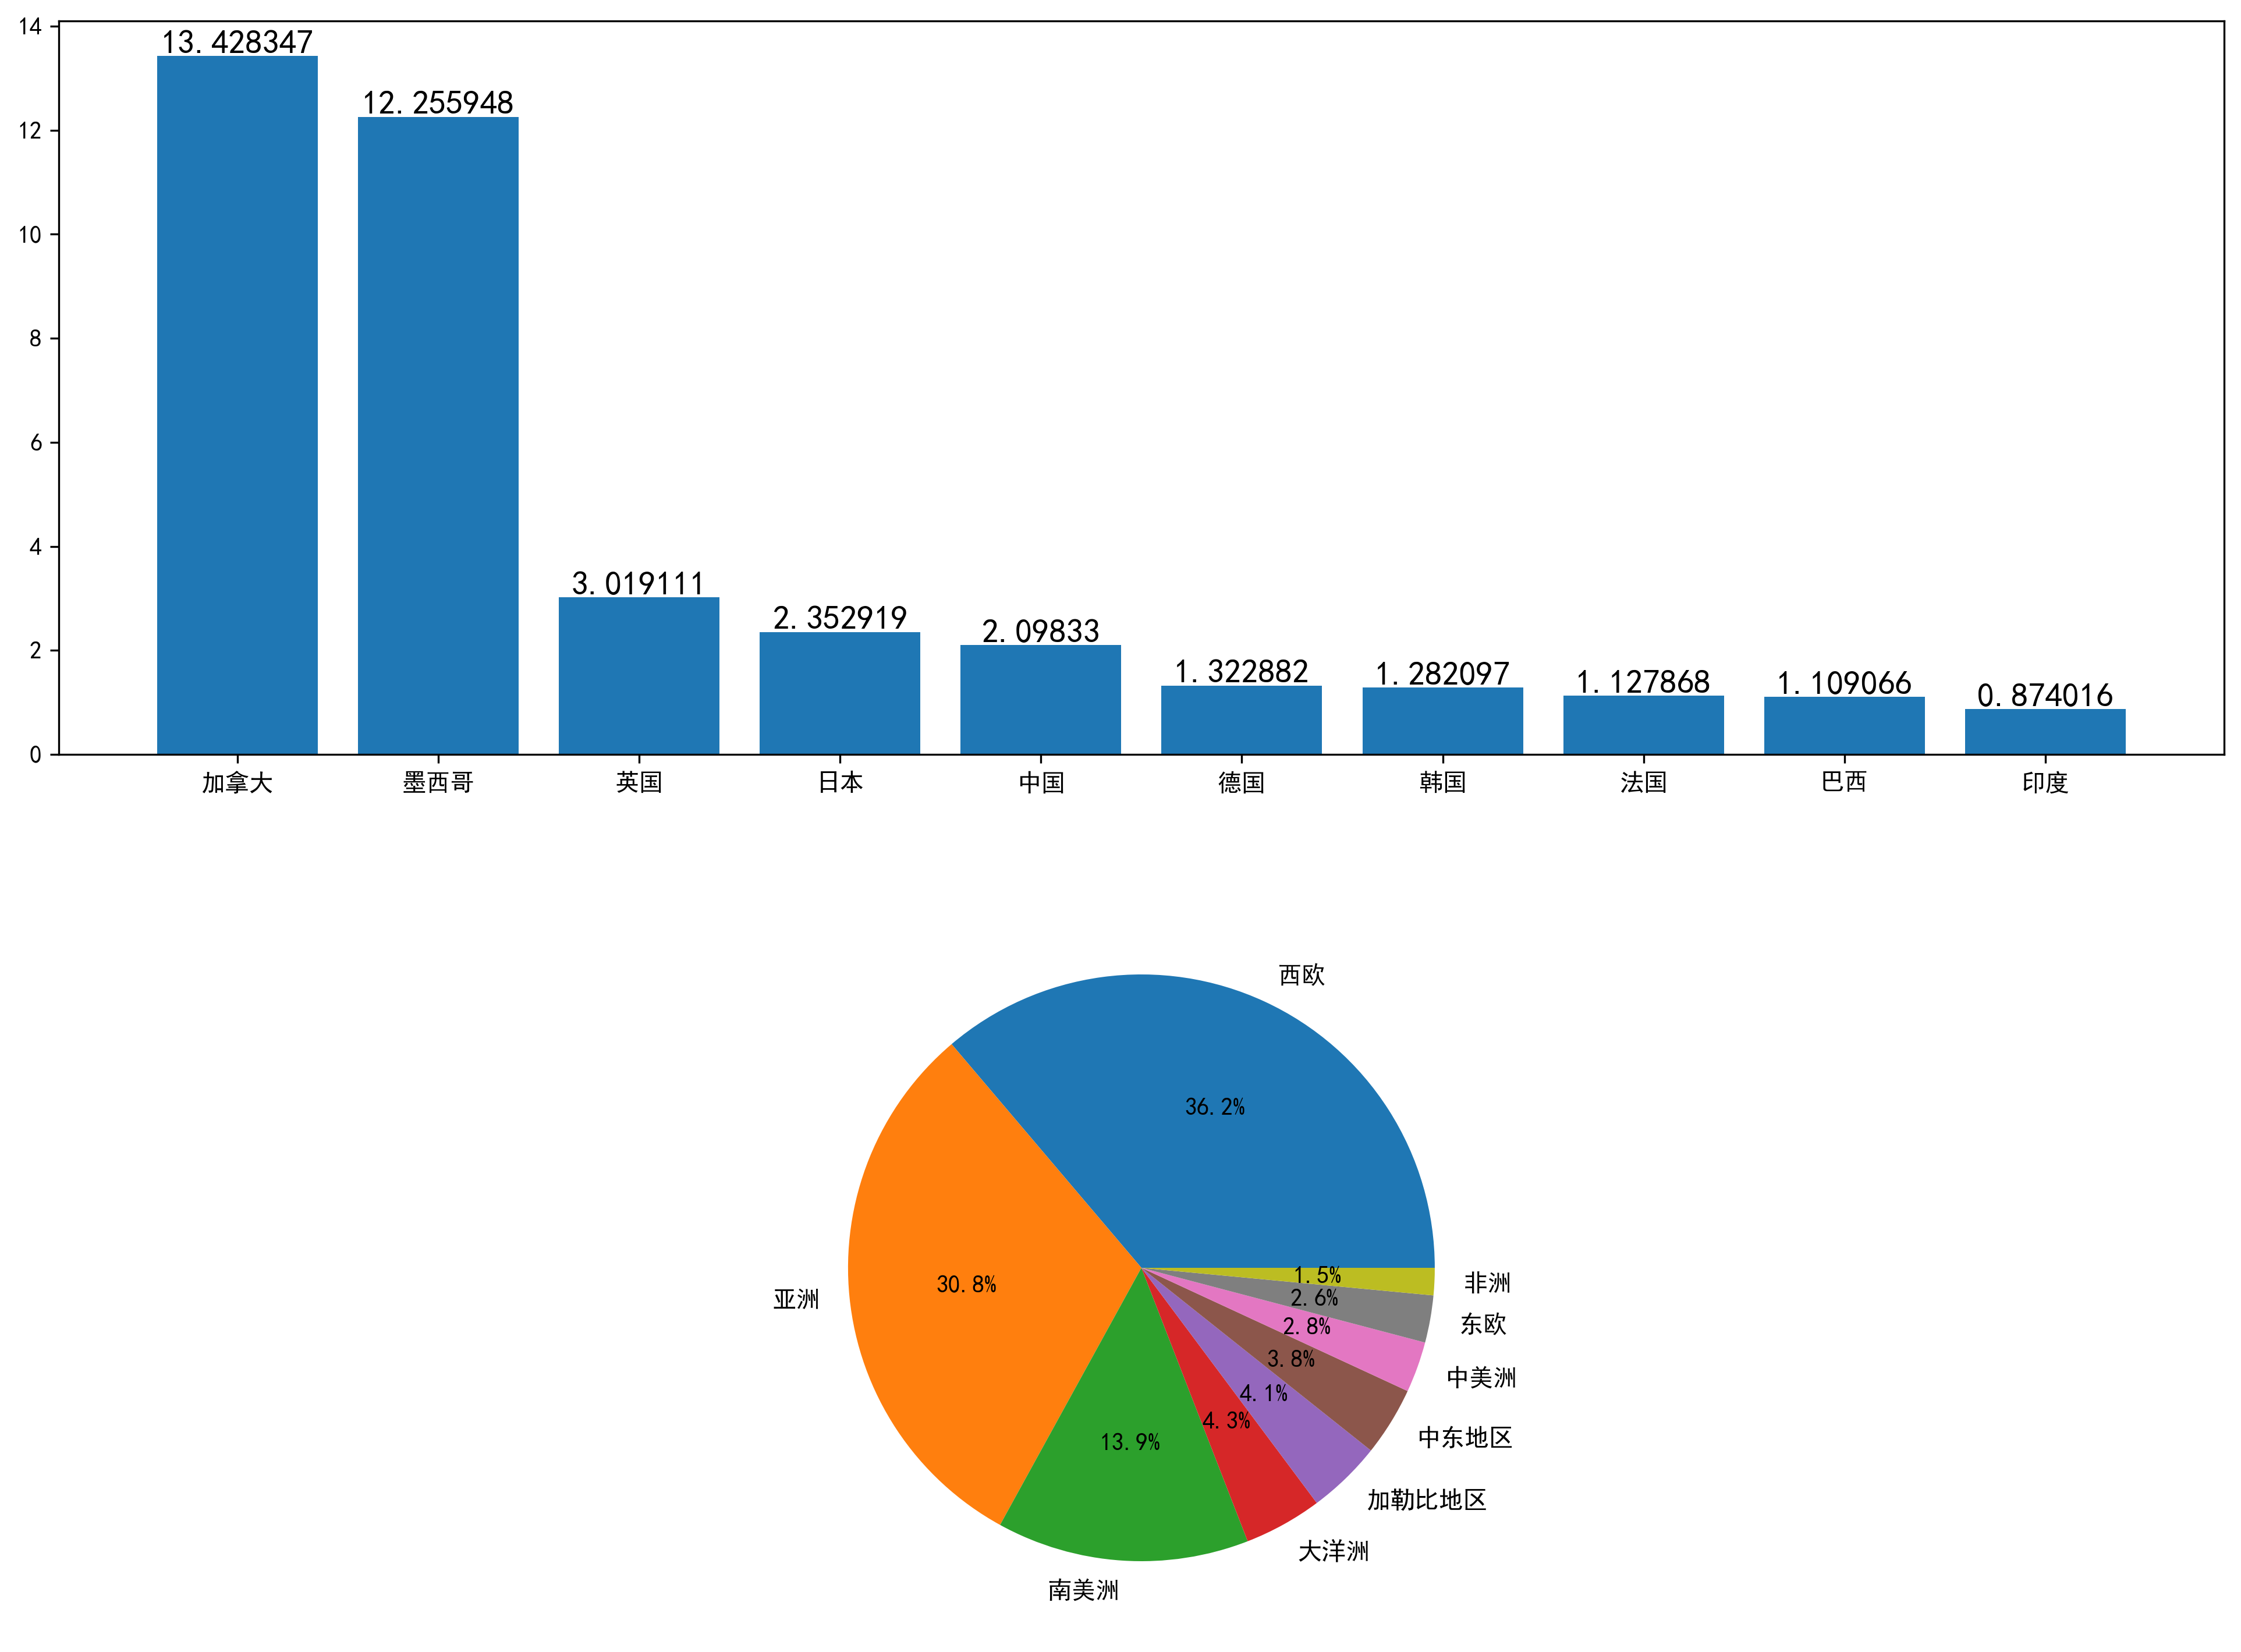 14
12
10
8
6
4
2
0
13.428347
12.255948
3.019111
2.352919
2.09833
1.322882
1.282097
1.127868
1.109066
0.874016
加拿大
墨西哥
英国
日本
中国
德国
韩国
法国
巴西
印度
西欧
36.2%
亚洲
30.8%
南美洲
13.9%
大洋洲
4.3%
加勒比地区
4.1%
中东地区
3.8%
中美洲
2.8%
东欧
2.6%
非洲
1.5%